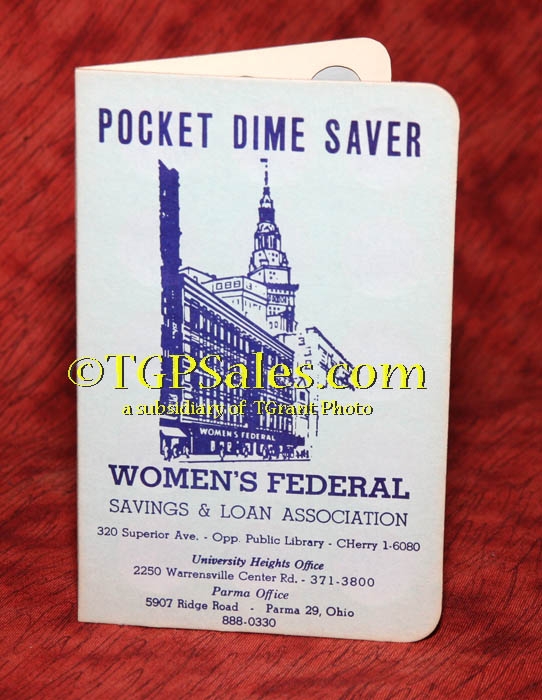 POCKET DIME SAVER
©TGPSales.com
a subsidiary of TGrant Photo
WOMEN'S FEDERAL
WOMEN'S FEDERAL
SAVINGS & LOAN ASSOCIATION
320 Superior Ave. - Opp. Public Library - CHerry 1-6080
University Heights Office
2250 Warrensville Center Rd. - 371-3800
Parma Office
5907 Ridge Road - Parma 29, Ohio
888-0330